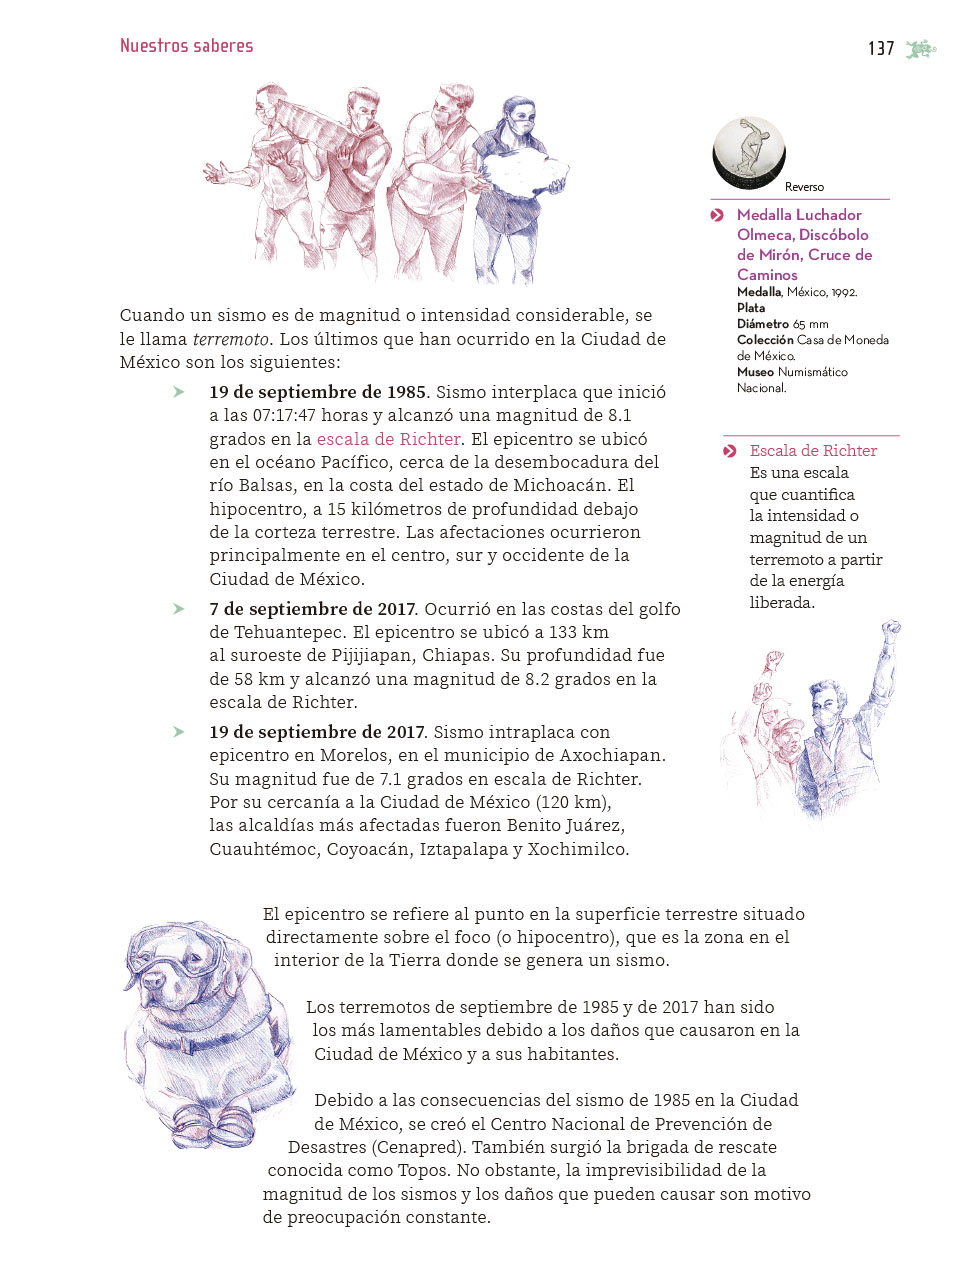 Nuestros saberes
137
Reverso
Medalla Luchador
Olmeca, Discóbolo
de Mirón, Cruce de
Caminos
Medalla, México, 1992.
Plata
Diámetro 65 mm
Colección Casa de Moneda
de México.
Museo Numismático
Nacional.
Cuando un sismo es de magnitud o intensidad considerable, se
le llama terremoto. Los últimos que han ocurrido en la Ciudad de
México son los siguientes:
19 de septiembre de 1985. Sismo interplaca que inició
a las 07:17:47 horas y alcanzó una magnitud de 8.1
grados en la escala de Richter. El epicentro se ubicó
en el océano Pacífico, cerca de la desembocadura del
río Balsas, en la costa del estado de Michoacán. El
hipocentro, a 15 kilómetros de profundidad debajo
de la corteza terrestre. Las afectaciones ocurrieron
principalmente en el centro, sur y occidente de la
Ciudad de México.
7 de septiembre de 2017. Ocurrió en las costas del golfo
de Tehuantepec. El epicentro se ubicó a 133 km
al suroeste de Pijijiapan, Chiapas. Su profundidad fue
de 58 km y alcanzó una magnitud de 8.2 grados en la
escala de Richter.
19 de septiembre de 2017. Sismo intraplaca con
epicentro en Morelos, en el municipio de Axochiapan.
Su magnitud fue de 7.1 grados en escala de Richter.
Por su cercanía a la Ciudad de México (120 km),
las alcaldías más afectadas fueron Benito Juárez,
Cuauhtémoc, Coyoacán, Iztapalapa y Xochimilco.
Escala de Richter
Es una escala
que cuantifica
la intensidad o
magnitud de un
terremoto a partir
de la energía
liberada.
El epicentro se refiere al punto en la superficie terrestre situado
directamente sobre el foco (o hipocentro), que es la zona en el
interior de la Tierra donde se genera un sismo.
Los terremotos de septiembre de 1985 y de 2017 han sido
los más lamentables debido a los daños que causaron en la
Ciudad de México y a sus habitantes.
Debido a las consecuencias del sismo de 1985 en la Ciudad
de México, se creó el Centro Nacional de Prevención de
Desastres (Cenapred). También surgió la brigada de rescate
conocida como Topos. No obstante, la imprevisibilidad de la
magnitud de los sismos y los daños que pueden causar son motivo
de preocupación constante.